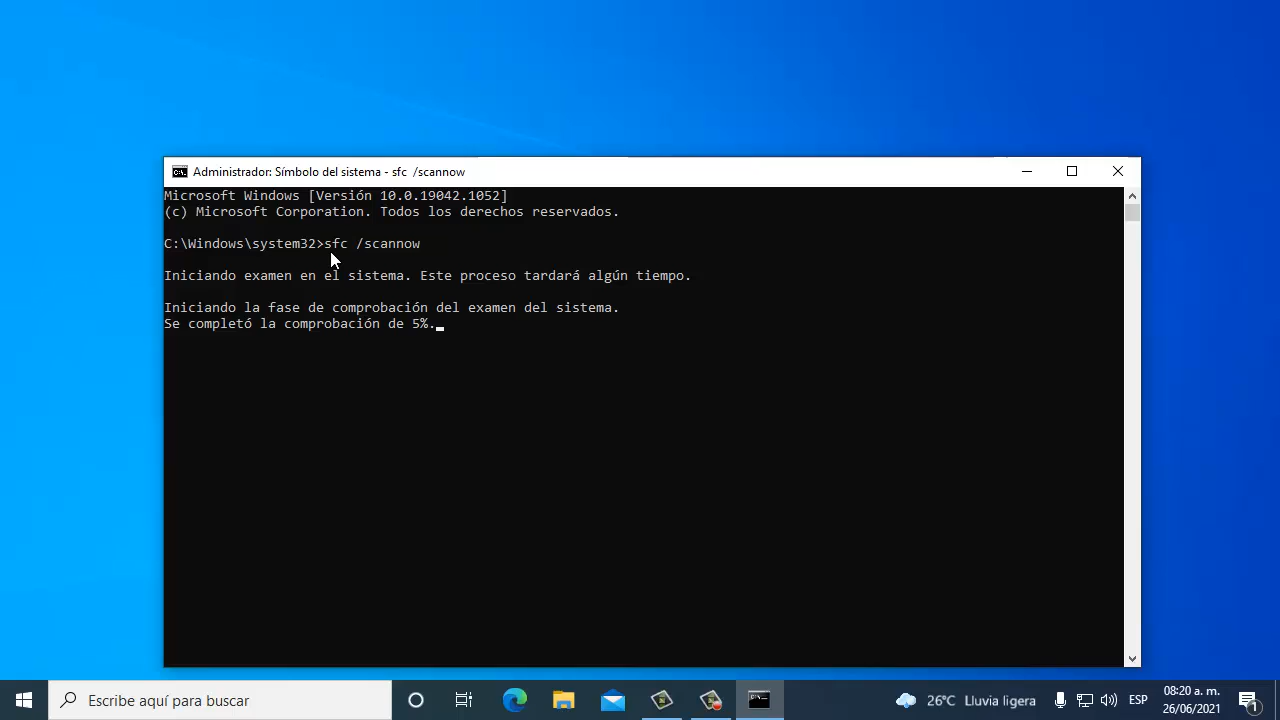 Administrador: Símbolo del sistema - sfc /scannow
Microsoft Windows [Versión 10.0.19042.1052]
(c) Microsoft Corporation. Todos los derechos reservados.
C:\Windows\system32>sfc /scannow
Iniciando examen en el sistema. Este proceso tardará algún tiempo.
Iniciando la fase de comprobación del examen del sistema.
Se completó la comprobación de 5%.
Escribe aquí para buscar
26°C Lluvia ligera
ESP
08:20 a. m.
26/06/2021
1